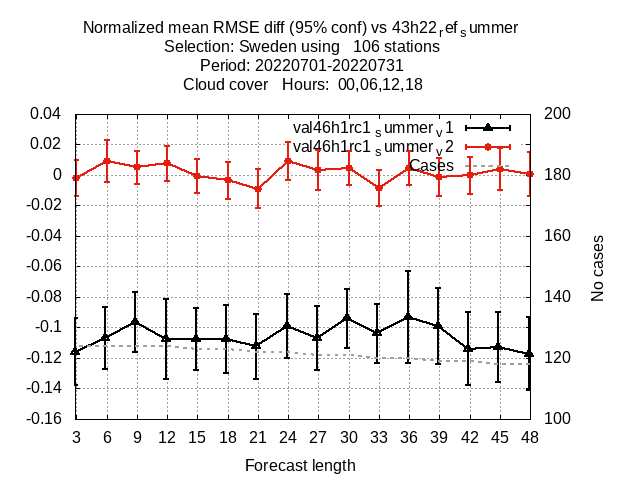 Normalized mean RMSE diff (95% conf) vs 43h22refsummer
Selection: Sweden using   106 stations
Period: 20220701-20220731
Cloud cover   Hours:  00,06,12,18
val46h1rc1summerv1
val46h1rc1summerv2
Cases
0.04
0.02
0
-0.02
-0.04
-0.06
-0.08
-0.1
-0.12
-0.14
-0.16
200
180
160
140
120
100
No cases
3 6 9 12 15 18 21 24 27 30 33 36 39 42 45 48
Forecast length